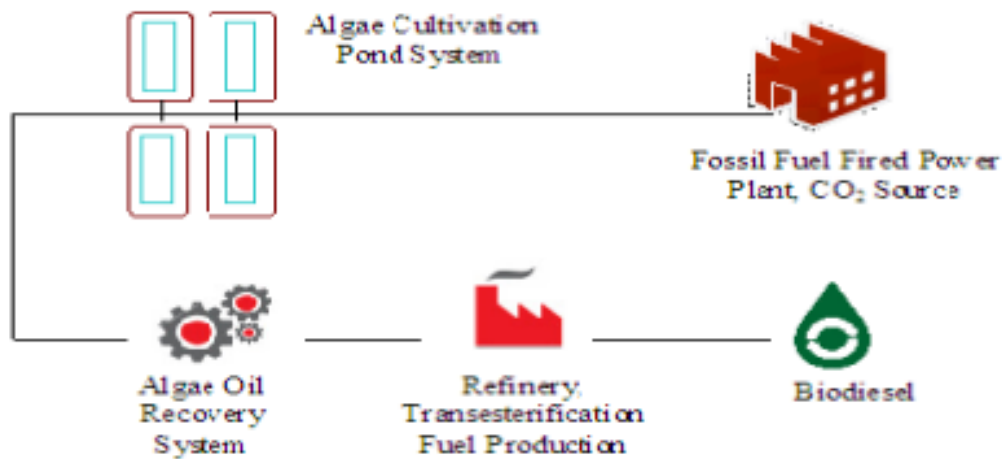 Algae Cultivation
Pond System
Fossil Fuel Fired Power
Plant, CO₂ Source
Algae Oil
Recovery
System
Refinery,
Transesterification
Fuel Production
Biodiesel